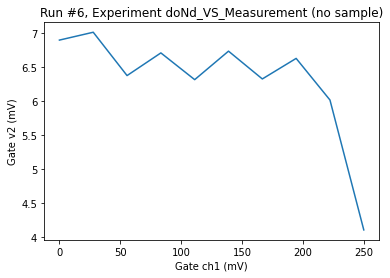 Run #6, Experiment doNd_VS_Measurement (no sample)
7
6.5
6
5.5
5
4.5
4
Gate v2 (mV)
0 50 100 150 200 250
Gate ch1 (mV)